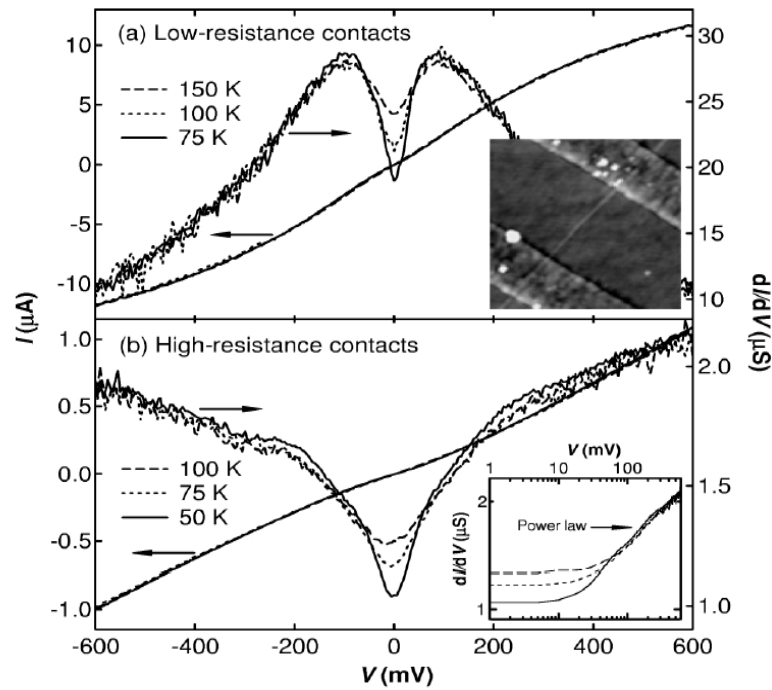 (a) Low-resistance contacts
150 K
100 K
75 K
10
5
0
-5
-10
30
25
20
15
10
I (μA)
dI/dV (μS)
(b) High-resistance contacts
100 K
75 K
50 K
1.0
0.5
0.0
-0.5
-1.0
2.0
1.5
1.0
V (mV)
1 10 100
2
1
dI/dV (μS)
Power law
-600 -400 -200 0 200 400 600
V (mV)